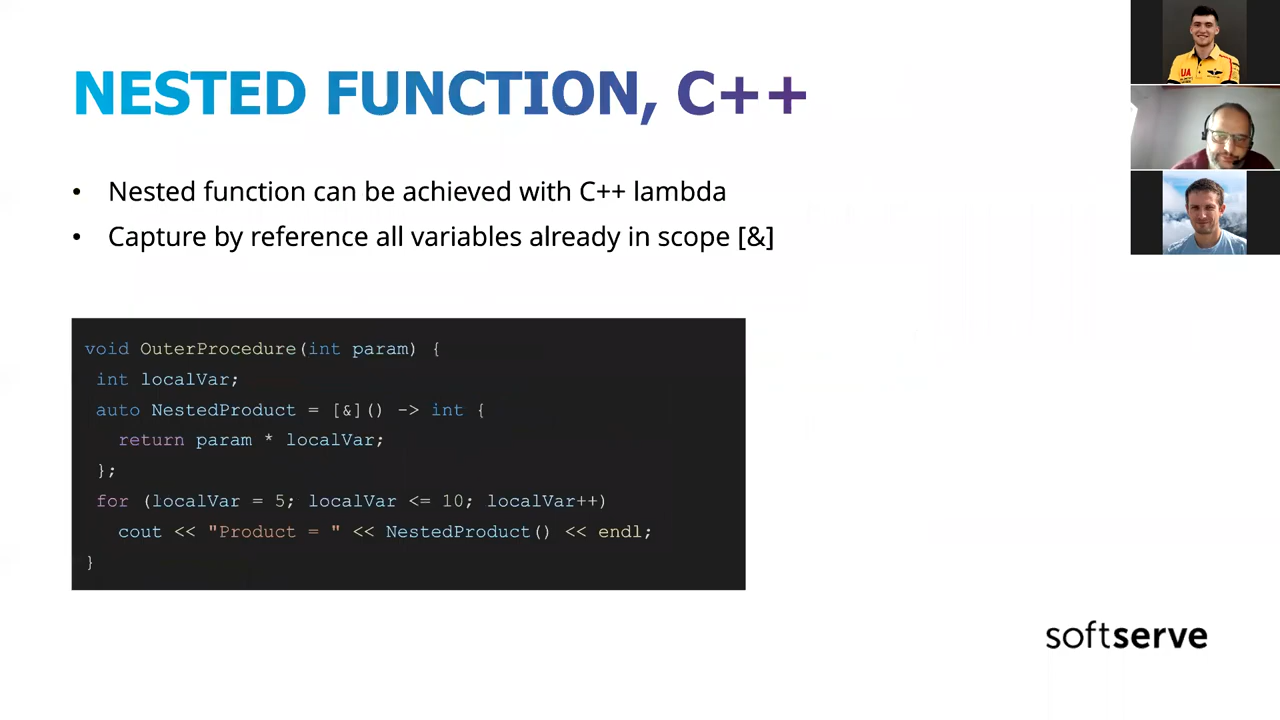 NESTED FUNCTION, C++
• Nested function can be achieved with C++ lambda
• Capture by reference all variables already in scope [&]
void OuterProcedure(int param) {
int localVar;
auto NestedProduct = [&]() -> int {
return param * localVar;
};
for (localVar = 5; localVar <= 10; localVar++)
cout << "Product = " << NestedProduct() << endl;
}
softserve
UA